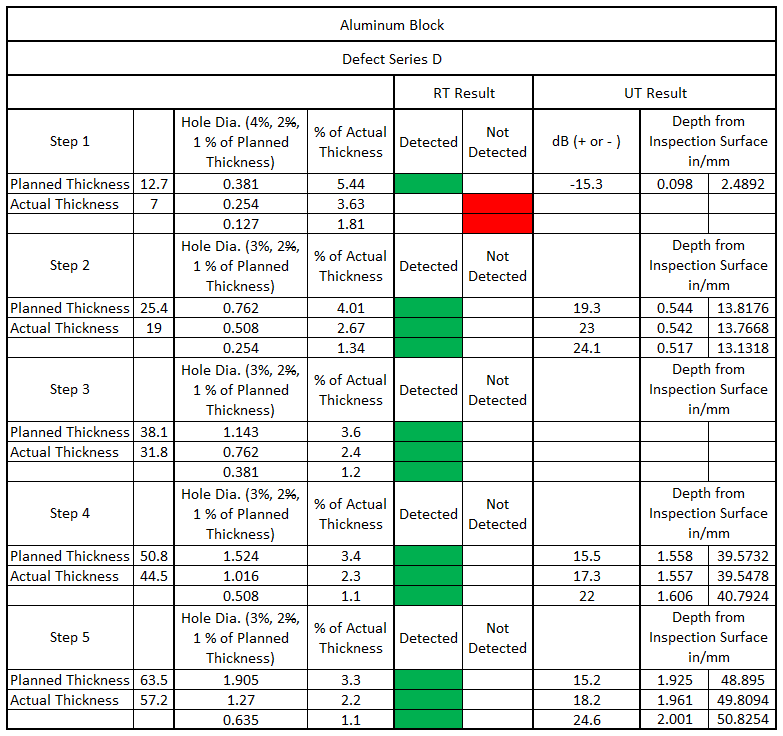 Aluminum Block
Defect Series D
RT Result UT Result
Step 1 Hole Dia. (4%, 2%, 1 % of Planned Thickness) % of Actual Thickness Detected Not Detected dB (+ or - ) Depth from Inspection Surface in/mm
Planned Thickness 12.7 0.381 5.44 -15.3 0.098 2.4892
Actual Thickness 7 0.254 3.63
0.127 1.81
Step 2 Hole Dia. (3%, 2%, 1 % of Planned Thickness) % of Actual Thickness Detected Not Detected Depth from Inspection Surface in/mm
Planned Thickness 25.4 0.762 4.01 19.3 0.544 13.8176
Actual Thickness 19 0.508 2.67 23 0.542 13.7668
0.254 1.34 24.1 0.517 13.1318
Step 3 Hole Dia. (3%, 2%, 1 % of Planned Thickness) % of Actual Thickness Detected Not Detected Depth from Inspection Surface in/mm
Planned Thickness 38.1 1.143 3.6
Actual Thickness 31.8 0.762 2.4
0.381 1.2
Step 4 Hole Dia. (3%, 2%, 1 % of Planned Thickness) % of Actual Thickness Detected Not Detected Depth from Inspection Surface in/mm
Planned Thickness 50.8 1.524 3.4 15.5 1.558 39.5732
Actual Thickness 44.5 1.016 2.3 17.3 1.557 39.5478
0.508 1.1 22 1.606 40.7924
Step 5 Hole Dia. (3%, 2%, 1 % of Planned Thickness) % of Actual Thickness Detected Not Detected Depth from Inspection Surface in/mm
Planned Thickness 63.5 1.905 3.3 15.2 1.925 48.895
Actual Thickness 57.2 1.27 2.2 18.2 1.961 49.8094
0.635 1.1 24.6 2.001 50.8254